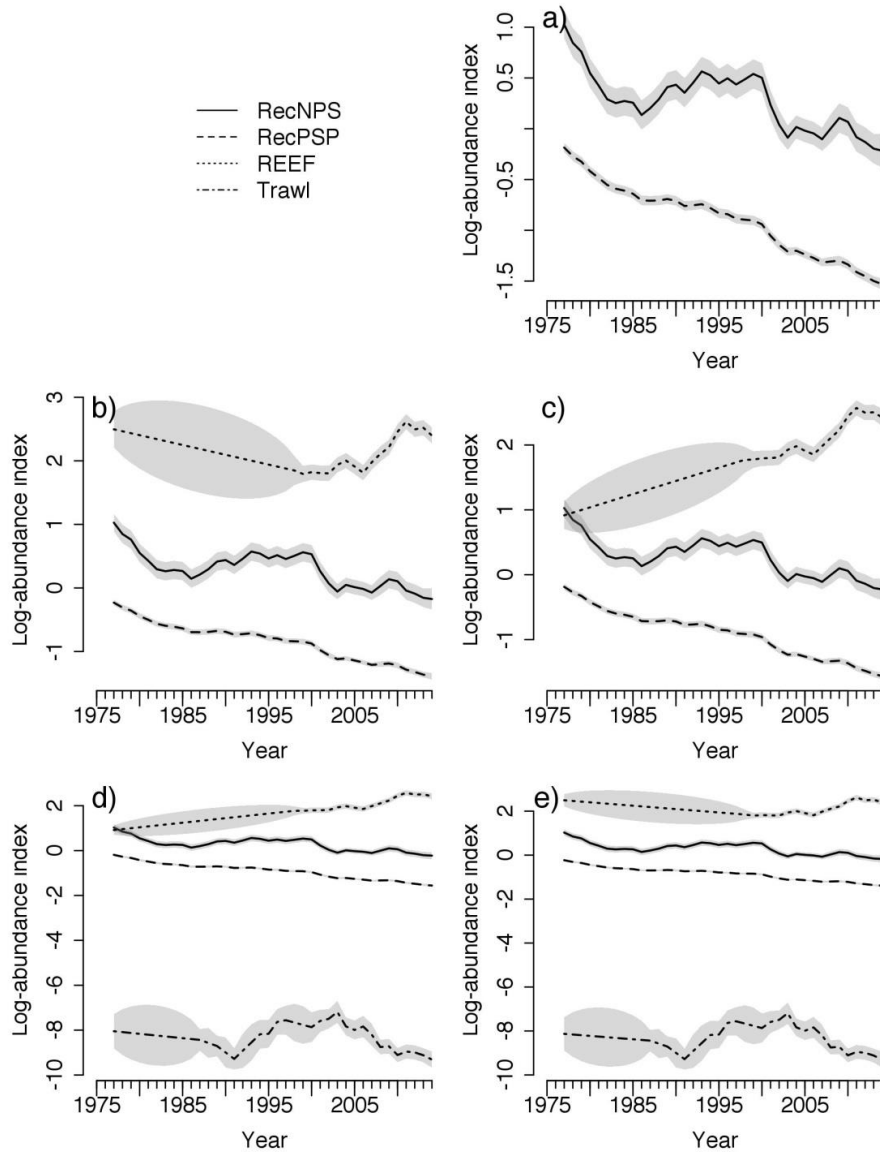 RecNPS
RecPSP
REEF
Trawl
a)
Log-abundance index
1.0
0.5
-0.5
-1.5
1975 1985 1995 2005
Year
b)
Log-abundance index
3
2
1
0
-1
1975 1985 1995 2005
Year
c)
Log-abundance index
2
1
0
-1
1975 1985 1995 2005
Year
d)
Log-abundance index
2
0
-2
-4
-6
-8
-10
1975 1985 1995 2005
Year
e)
Log-abundance index
2
0
-2
-4
-6
-8
-10
1975 1985 1995 2005
Year